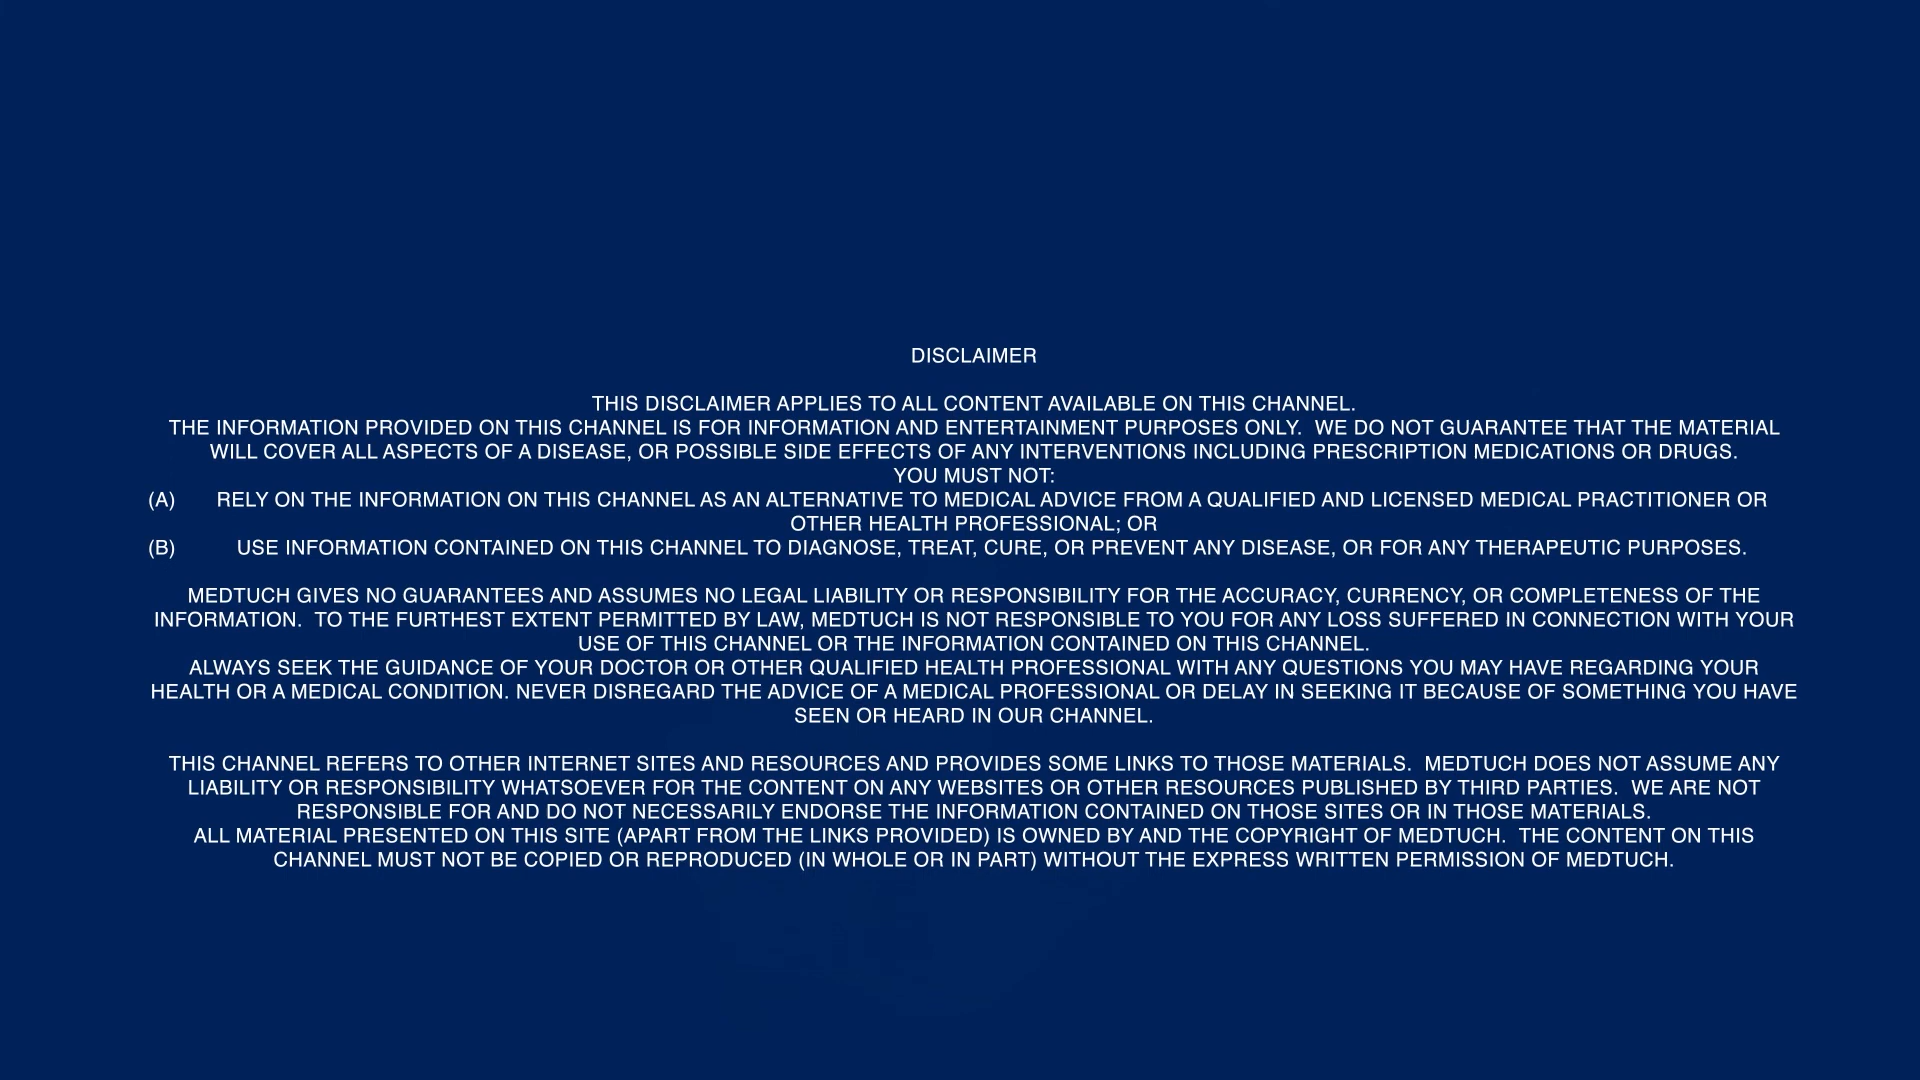 DISCLAIMER
THIS DISCLAIMER APPLIES TO ALL CONTENT AVAILABLE ON THIS CHANNEL.
THE INFORMATION PROVIDED ON THIS CHANNEL IS FOR INFORMATION AND ENTERTAINMENT PURPOSES ONLY.  WE DO NOT GUARANTEE THAT THE MATERIAL
WILL COVER ALL ASPECTS OF A DISEASE, OR POSSIBLE SIDE EFFECTS OF ANY INTERVENTIONS INCLUDING PRESCRIPTION MEDICATIONS OR DRUGS.
YOU MUST NOT:
(A) RELY ON THE INFORMATION ON THIS CHANNEL AS AN ALTERNATIVE TO MEDICAL ADVICE FROM A QUALIFIED AND LICENSED MEDICAL PRACTITIONER OR
OTHER HEALTH PROFESSIONAL; OR
(B) USE INFORMATION CONTAINED ON THIS CHANNEL TO DIAGNOSE, TREAT, CURE, OR PREVENT ANY DISEASE, OR FOR ANY THERAPEUTIC PURPOSES.
MEDTUCH GIVES NO GUARANTEES AND ASSUMES NO LEGAL LIABILITY OR RESPONSIBILITY FOR THE ACCURACY, CURRENCY, OR COMPLETENESS OF THE
INFORMATION.  TO THE FURTHEST EXTENT PERMITTED BY LAW, MEDTUCH IS NOT RESPONSIBLE TO YOU FOR ANY LOSS SUFFERED IN CONNECTION WITH YOUR
USE OF THIS CHANNEL OR THE INFORMATION CONTAINED ON THIS CHANNEL.
ALWAYS SEEK THE GUIDANCE OF YOUR DOCTOR OR OTHER QUALIFIED HEALTH PROFESSIONAL WITH ANY QUESTIONS YOU MAY HAVE REGARDING YOUR
HEALTH OR A MEDICAL CONDITION. NEVER DISREGARD THE ADVICE OF A MEDICAL PROFESSIONAL OR DELAY IN SEEKING IT BECAUSE OF SOMETHING YOU HAVE
SEEN OR HEARD IN OUR CHANNEL.
THIS CHANNEL REFERS TO OTHER INTERNET SITES AND RESOURCES AND PROVIDES SOME LINKS TO THOSE MATERIALS.  MEDTUCH DOES NOT ASSUME ANY
LIABILITY OR RESPONSIBILITY WHATSOEVER FOR THE CONTENT ON ANY WEBSITES OR OTHER RESOURCES PUBLISHED BY THIRD PARTIES.  WE ARE NOT
RESPONSIBLE FOR AND DO NOT NECESSARILY ENDORSE THE INFORMATION CONTAINED ON THOSE SITES OR IN THOSE MATERIALS.
ALL MATERIAL PRESENTED ON THIS SITE (APART FROM THE LINKS PROVIDED) IS OWNED BY AND THE COPYRIGHT OF MEDTUCH.  THE CONTENT ON THIS
CHANNEL MUST NOT BE COPIED OR REPRODUCED (IN WHOLE OR IN PART) WITHOUT THE EXPRESS WRITTEN PERMISSION OF MEDTUCH.